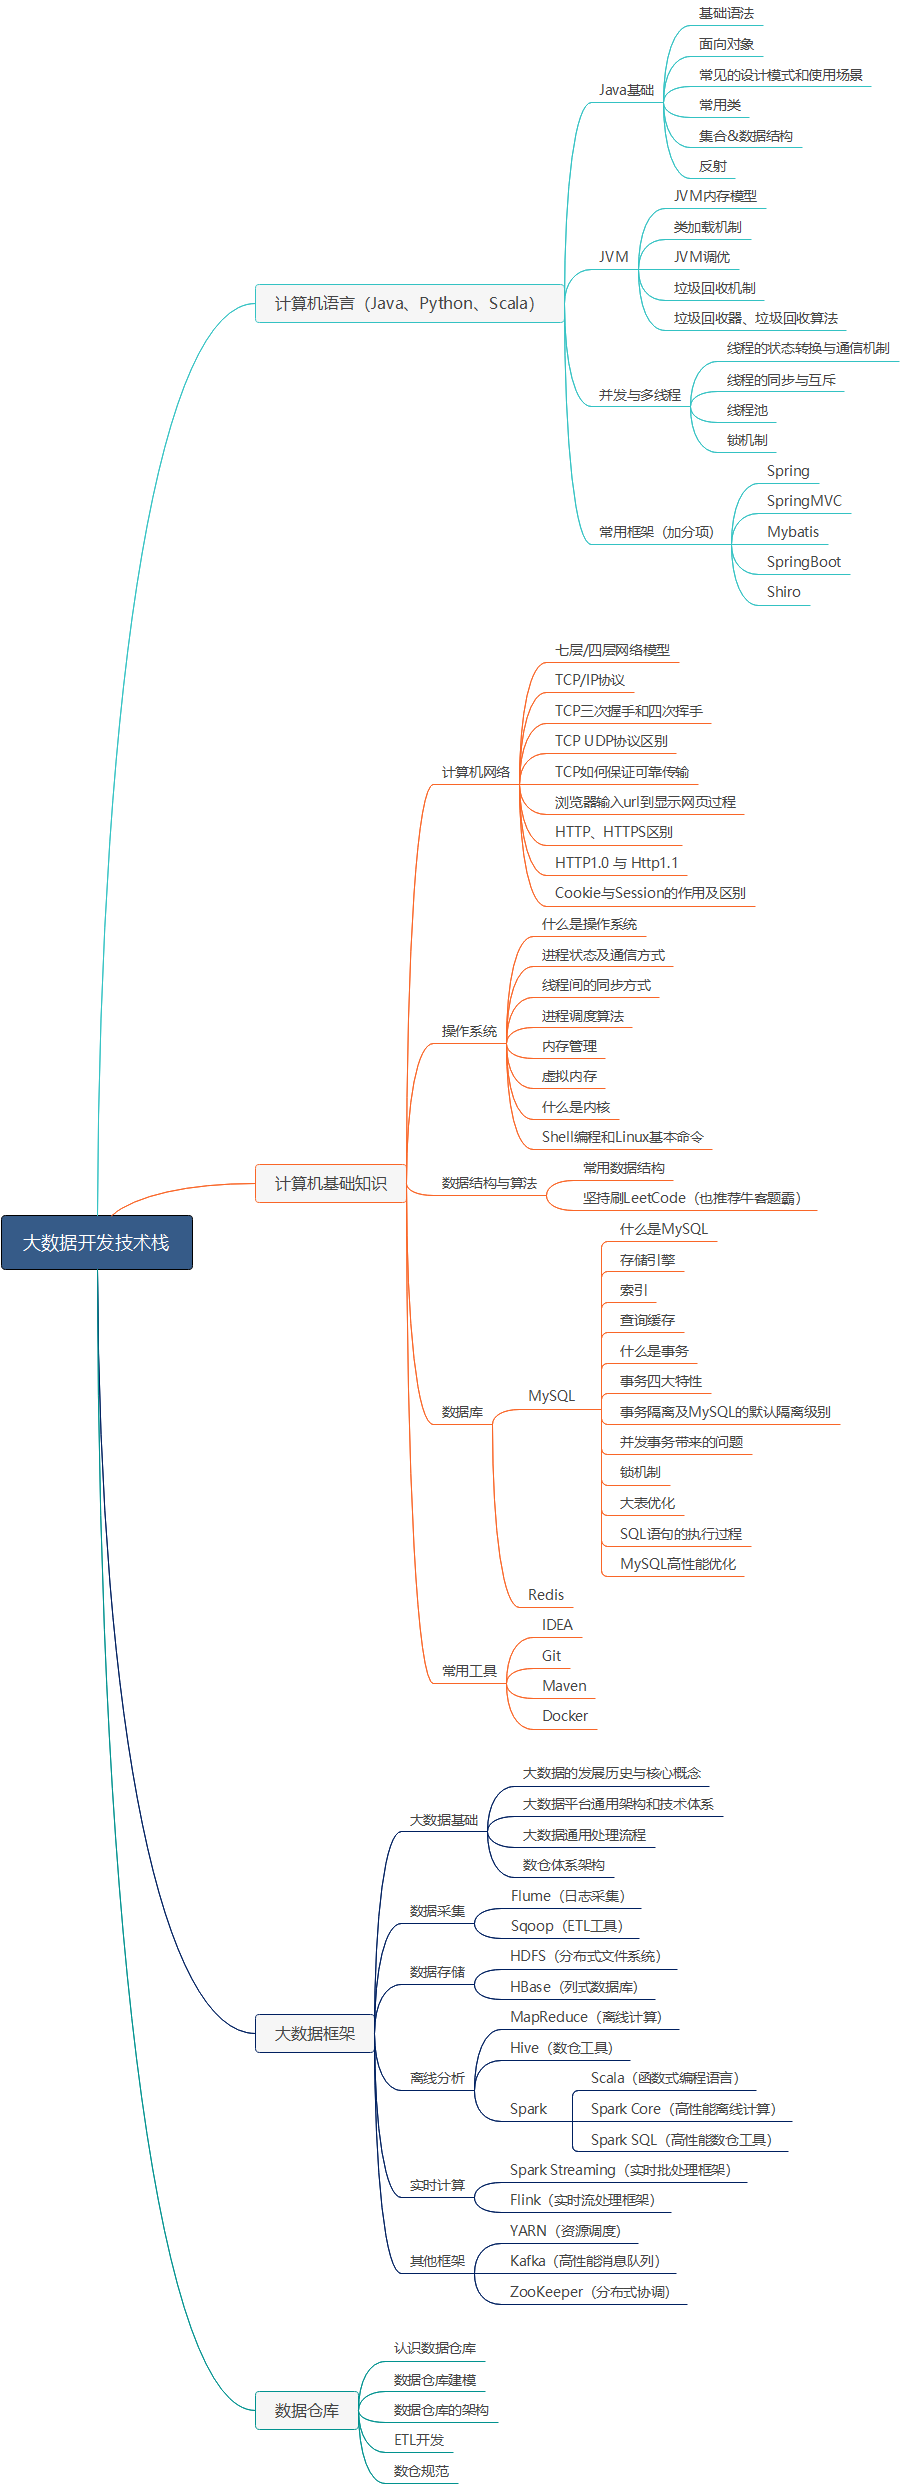 大数据开发技术栈
计算机语言（Java、Python、Scala）
Java基础
基础语法
面向对象
常见的设计模式和使用场景
常用类
集合&数据结构
反射
JVM
JVM内存模型
类加载机制
JVM调优
垃圾回收机制
垃圾回收器、垃圾回收算法
并发与多线程
线程的状态转换与通信机制
线程的同步与互斥
线程池
锁机制
常用框架（加分项）
Spring
SpringMVC
Mybatis
SpringBoot
Shiro
计算机基础知识
计算机网络
七层/四层网络模型
TCP/IP协议
TCP三次握手和四次挥手
TCP UDP协议区别
TCP如何保证可靠传输
浏览器输入url到显示网页过程
HTTP、HTTPS区别
HTTP1.0 与 Http1.1
Cookie与Session的作用及区别
操作系统
什么是操作系统
进程状态及通信方式
线程间的同步方式
进程调度算法
内存管理
虚拟内存
什么是内核
Shell编程和Linux基本命令
数据结构与算法
常用数据结构
坚持刷LeetCode（也推荐牛客题霸）
数据库
MySQL
什么是MySQL
存储引擎
索引
查询缓存
什么是事务
事务四大特性
事务隔离及MySQL的默认隔离级别
并发事务带来的问题
锁机制
大表优化
SQL语句的执行过程
MySQL高性能优化
Redis
常用工具
IDEA
Git
Maven
Docker
大数据框架
大数据基础
大数据的发展历史与核心概念
大数据平台通用架构和技术体系
大数据通用处理流程
数仓体系架构
数据采集
Flume（日志采集）
Sqoop（ETL工具）
数据存储
HDFS（分布式文件系统）
HBase（列式数据库）
离线分析
MapReduce（离线计算）
Hive（数仓工具）
Spark
Scala（函数式编程语言）
Spark Core（高性能离线计算）
Spark SQL（高性能数仓工具）
实时计算
Spark Streaming（实时批处理框架）
Flink（实时流处理框架）
其他框架
YARN（资源调度）
Kafka（高性能消息队列）
ZooKeeper（分布式协调）
数据仓库
认识数据仓库
数据仓库建模
数据仓库的架构
ETL开发
数仓规范